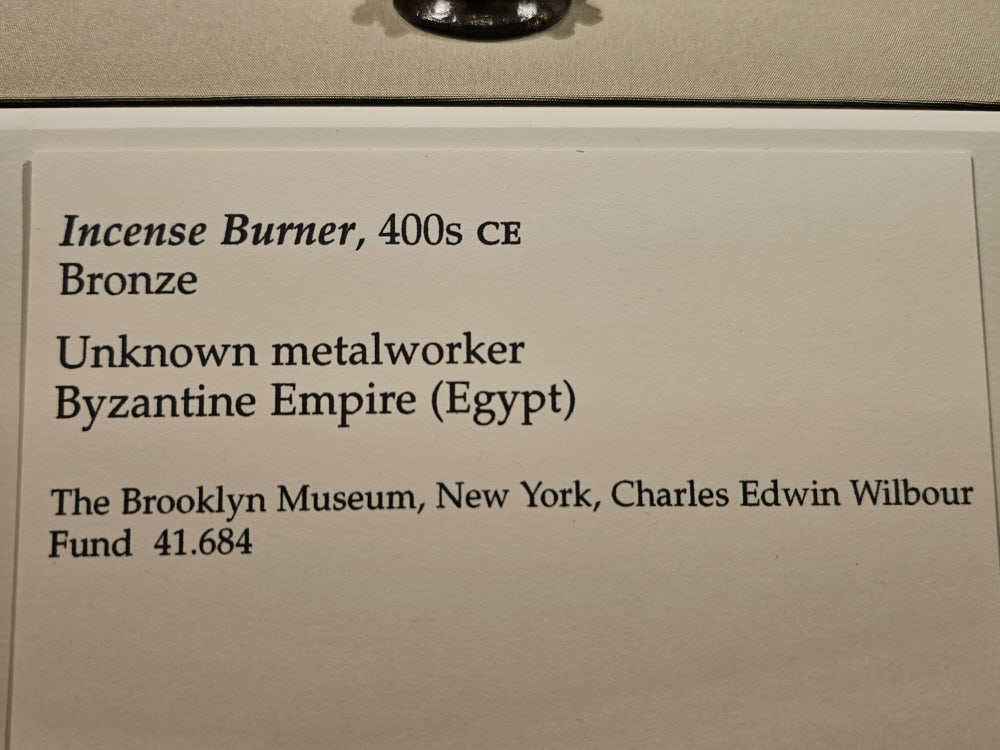 Incense Burner, 400s CE
Bronze
Unknown metalworker
Byzantine Empire (Egypt)
The Brooklyn Museum, New York, Charles Edwin Wilbour
Fund 41.684